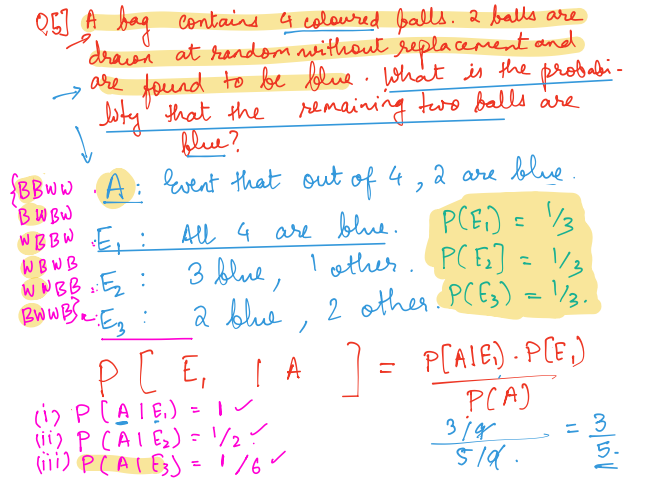 Q5] A bag contains 4 coloured balls. 2 balls are
drawn at random without replacement and
are found to be blue. What is the probabi-
lity that the remaining two balls are
blue?
{BBWW
BWBW
WBBW
WBWB
WWBB
BWWB}
A: Event that out of 4, 2 are blue.
E₁: All 4 are blue.
E₂: 3 blue, 1 other.
E₃: 2 blue, 2 other.
P(E₁) = 1/3
P(E₂] = 1/3
P(E₃) = 1/3.
P[E₁ | A] = P(A|E₁). P(E₁) / P(A)
(i) P(A|E₁) = 1 ✓
(ii) P(A|E₂) = 1/2 ✓
(iii) P(A|E₃) = 1/6 ✓
3/9 / 5/9. = 3/5.